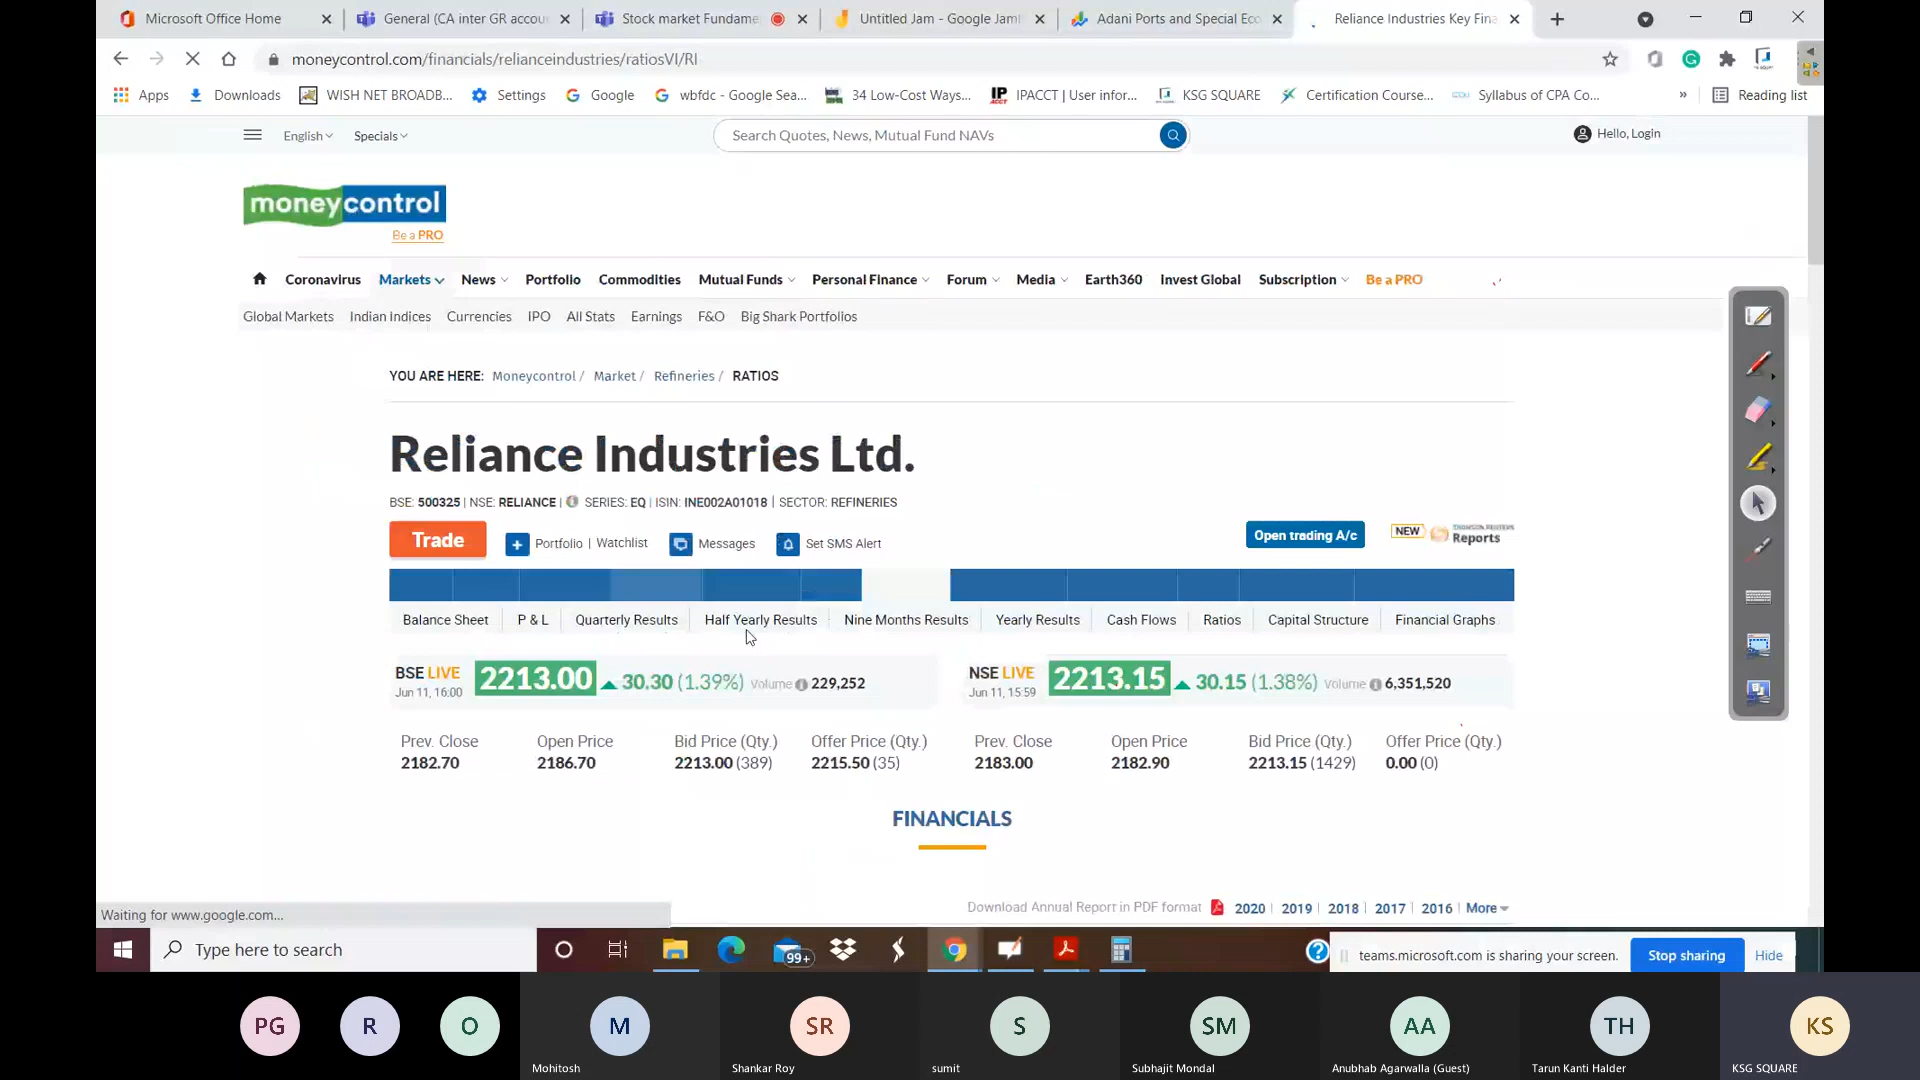 Microsoft Office Home
General (CA inter GR accou
Stock market Fundame
Untitled Jam - Google Jam
Adani Ports and Special Eco
Reliance Industries Key Fina
moneycontrol.com/financials/relianceindustries/ratiosVI/RI
Apps
Downloads
WISH NET BROADB...
Settings
Google
wbfdc - Google Sea...
34 Low-Cost Ways...
IPACCT | User infor...
KSG SQUARE
Certification Course...
Syllabus of CPA Co...
»
Reading list
English
Specials
Search Quotes, News, Mutual Fund NAVs
Hello, Login
moneycontrol
Be a PRO
Coronavirus Markets News Portfolio Commodities Mutual Funds Personal Finance Forum Media Earth360 Invest Global Subscription Be a PRO
Global Markets Indian Indices Currencies IPO All Stats Earnings F&O Big Shark Portfolios
YOU ARE HERE: Moneycontrol / Market / Refineries / RATIOS
Reliance Industries Ltd.
BSE: 500325 | NSE: RELIANCE | SERIES: EQ | ISIN: INE002A01018 | SECTOR: REFINERIES
Trade
Portfolio | Watchlist
Messages
Set SMS Alert
Open trading A/c
NEW
THOMSON REUTERS
Reports
Balance Sheet P & L Quarterly Results Half Yearly Results Nine Months Results Yearly Results Cash Flows Ratios Capital Structure Financial Graphs
BSE LIVE
Jun 11, 16:00
2213.00 30.30 (1.39%) Volume 229,252
NSE LIVE
Jun 11, 15:59
2213.15 30.15 (1.38%) Volume 6,351,520
Prev. Close Open Price Bid Price (Qty.) Offer Price (Qty.)
2182.70 2186.70 2213.00 (389) 2215.50 (35)
Prev. Close Open Price Bid Price (Qty.) Offer Price (Qty.)
2183.00 2182.90 2213.15 (1429) 0.00 (0)
FINANCIALS
Download Annual Report in PDF format 2020 | 2019 | 2018 | 2017 | 2016 | More
Waiting for www.google.com...
Type here to search
99+
teams.microsoft.com is sharing your screen.
Stop sharing
Hide
PG
R
O
M
SR
S
SM
AA
TH
KS
Mohitosh
Shankar Roy
sumit
Subhajit Mondal
Anubhab Agarwalla (Guest)
Tarun Kanti Halder
KSG SQUARE